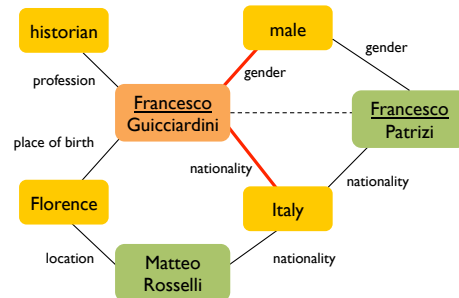 historian
male
gender
gender
profession
Francesco
Guicciardini
Francesco
Patrizi
place of birth
nationality
nationality
Florence
Italy
location
Matteo
Rosselli
nationality